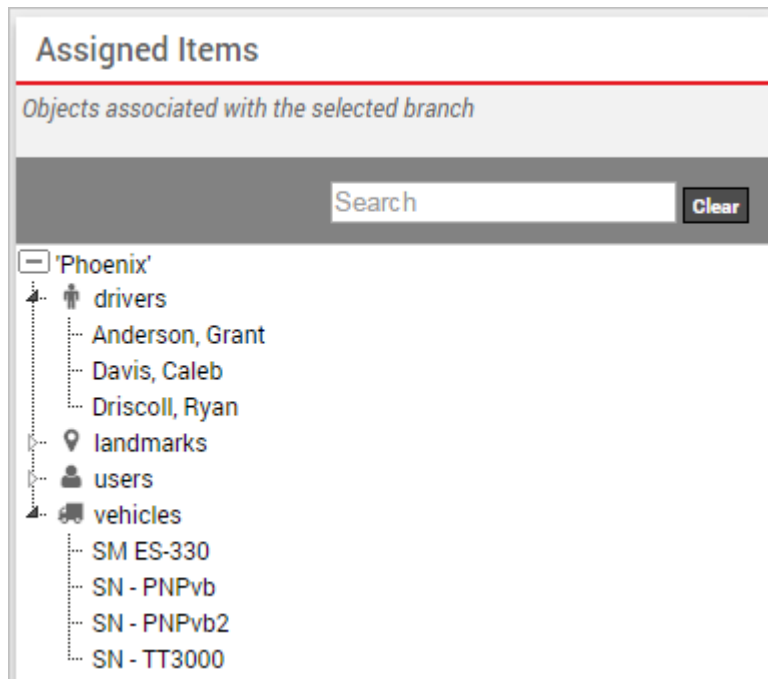 Assigned Items
Objects associated with the selected branch
Search Clear
'Phoenix'
drivers
Anderson, Grant
Davis, Caleb
Driscoll, Ryan
landmarks
users
vehicles
SM ES-330
SN - PNPvb
SN - PNPvb2
SN - TT3000